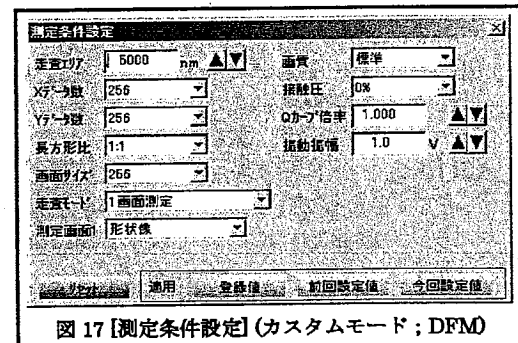 測定条件設定
走査エリア 5000 nm
Xデータ数 256
Yデータ数 256
長方形比 1:1
画面サイズ 256
走査モード 1画面測定
測定画面1 形状像
画質 標準
接触圧 0%
Qカーブ倍率 1.000
振動振幅 1.0 V
リセット 適用 登録値 前回設定値 今回設定値
図 17 [測定条件設定] (カスタムモード ; DFM)